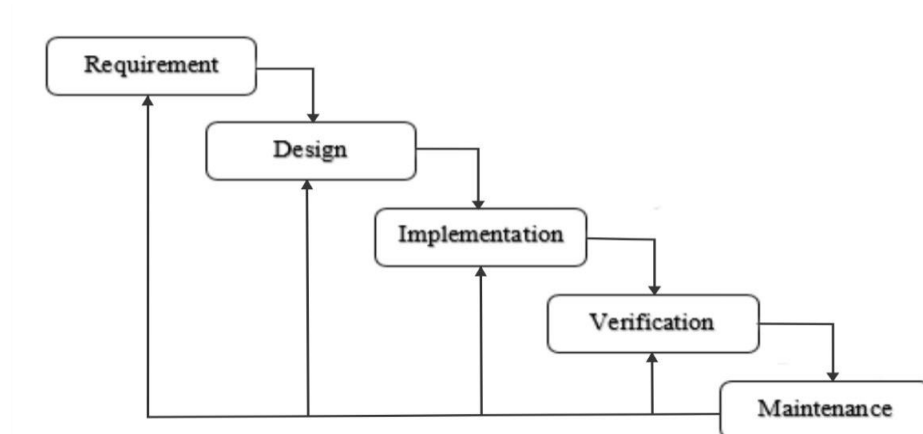 Requirement
Design
Implementation
Verification
Maintenance